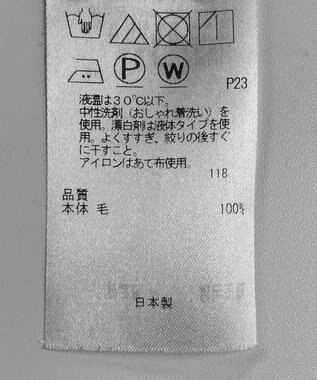 P W
P23
液温は30℃以下。
中性洗剤（おしゃれ着洗い）を
使用。漂白剤は液体タイプを使
用。よくすすぎ、絞りの後すぐ
に干すこと。
アイロンはあて布使用。
118
品質
本体 毛 100%
日本製